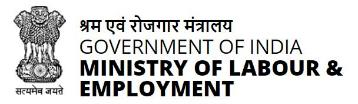 श्रम एवं रोजगार मंत्रालय
GOVERNMENT OF INDIA
MINISTRY OF LABOUR &
EMPLOYMENT
सत्यमेव जयते